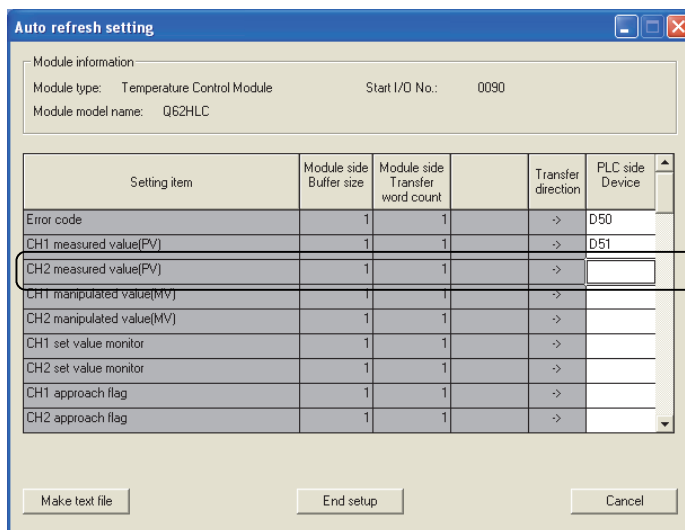 Auto refresh setting
Module information
Module type: Temperature Control Module Start I/O No.: 0090
Module model name: Q62HLC
Setting item Module side Buffer size Module side Transfer word count Transfer direction PLC side Device
Error code 1 1 -> D50
CH1 measured value(PV) 1 1 -> D51
CH2 measured value(PV) 1 1 ->
CH1 manipulated value(MV) 1 1 ->
CH2 manipulated value(MV) 1 1 ->
CH1 set value monitor 1 1 ->
CH2 set value monitor 1 1 ->
CH1 approach flag 1 1 ->
CH2 approach flag 1 1 ->
Make text file End setup Cancel